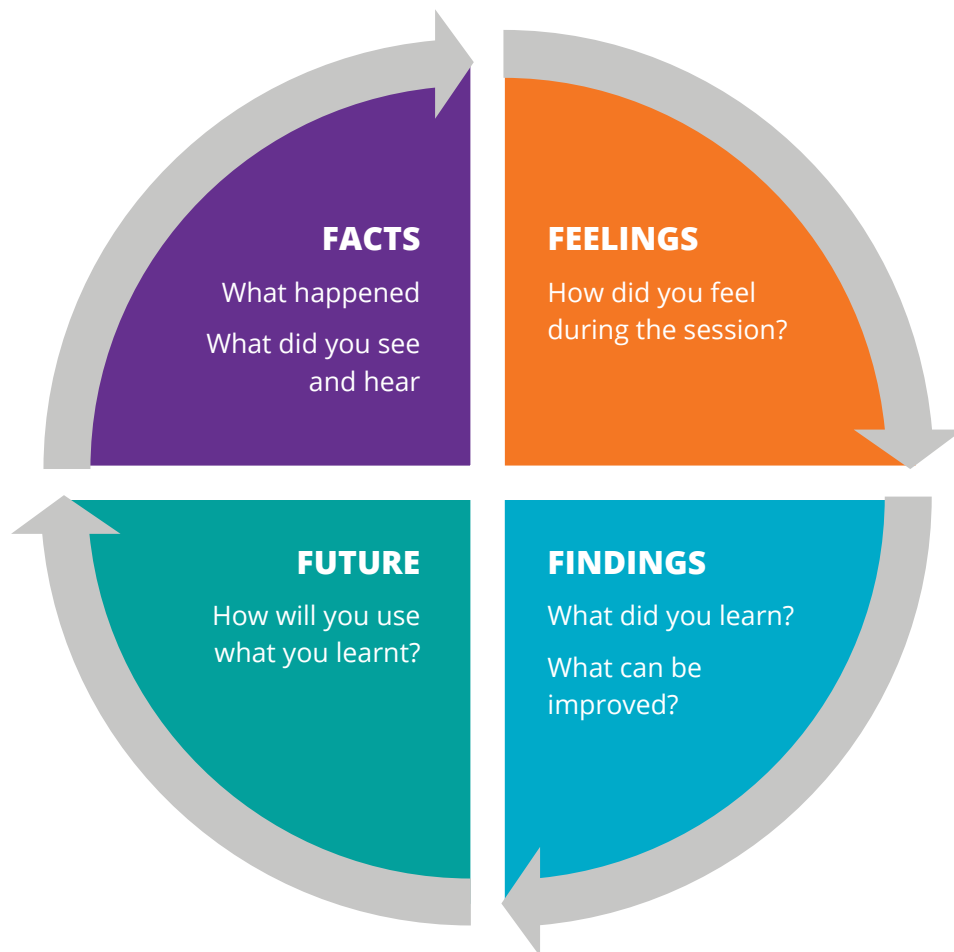 FACTS
What happened
What did you see
and hear
FEELINGS
How did you feel
during the session?
FINDINGS
What did you learn?
What can be
improved?
FUTURE
How will you use
what you learnt?